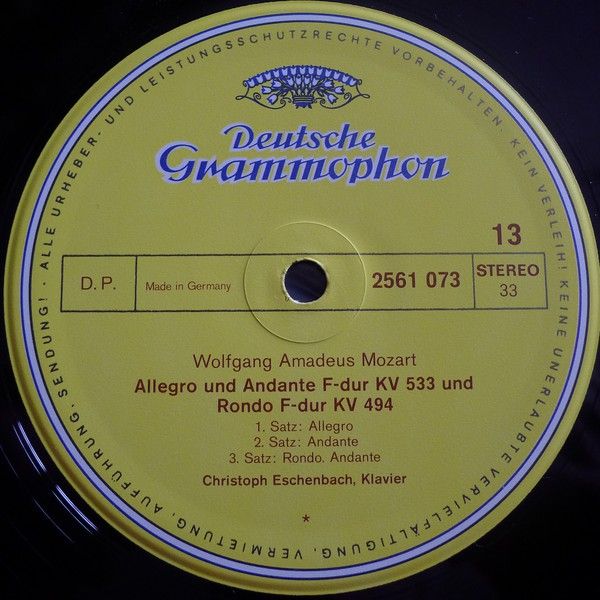 ALLE URHEBER- UND LEISTUNGSSCHUTZRECHTE VORBEHALTEN. KEIN VERLEIH! KEINE UNERLAUBTE VERVIELFÄLTIGUNG, VERMIETUNG, AUFFÜHRUNG, SENDUNG!
Deutsche
Grammophon
13
D. P.
Made in Germany
2561 073
STEREO
33
Wolfgang Amadeus Mozart
Allegro und Andante F-dur KV 533 und
Rondo F-dur KV 494
1. Satz: Allegro
2. Satz: Andante
3. Satz: Rondo. Andante
Christoph Eschenbach, Klavier
*